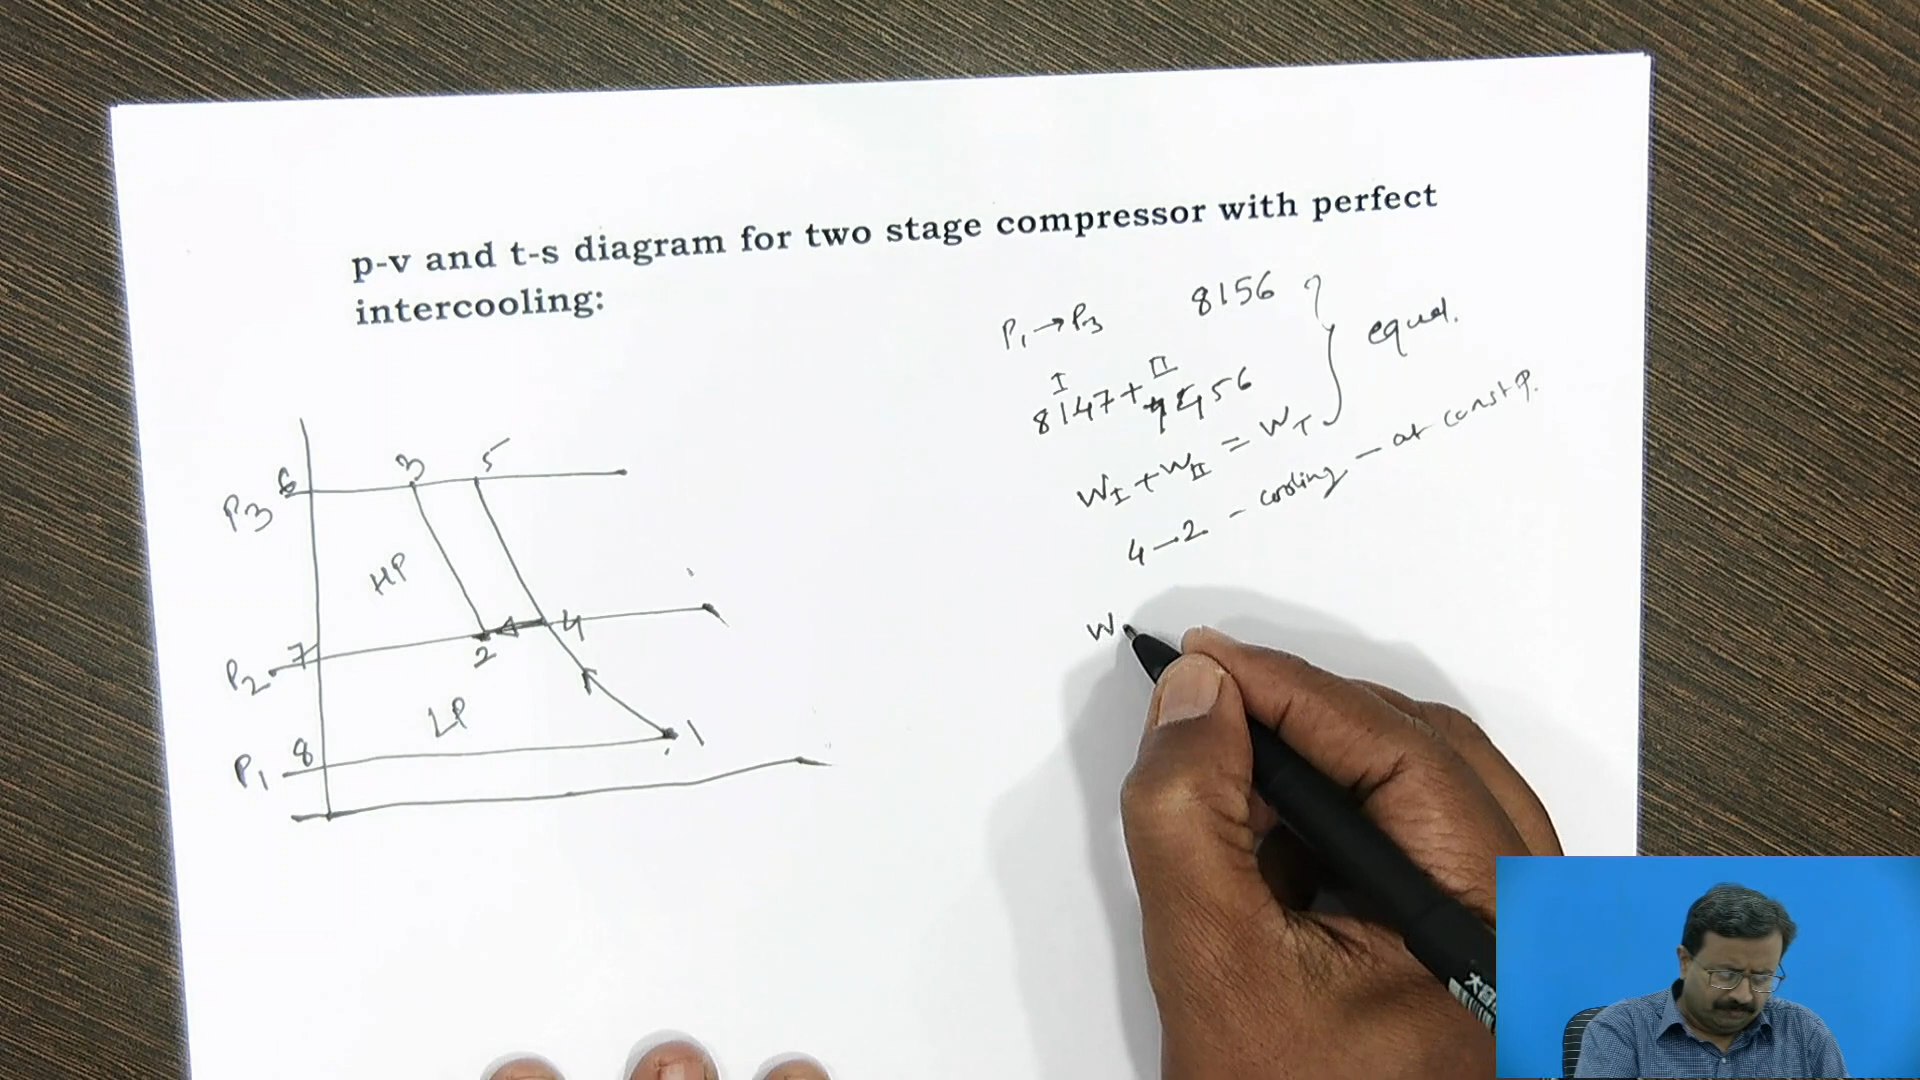 p-v and t-s diagram for two stage compressor with perfect
intercooling:
P1 → P3 8156
I II
8147 + 7456
WI + WII = WT
equal.
4 → 2 - cooling - at const P.
W
P3 6 3 5
HP
P2 7 2 4
LP
P1 8 1